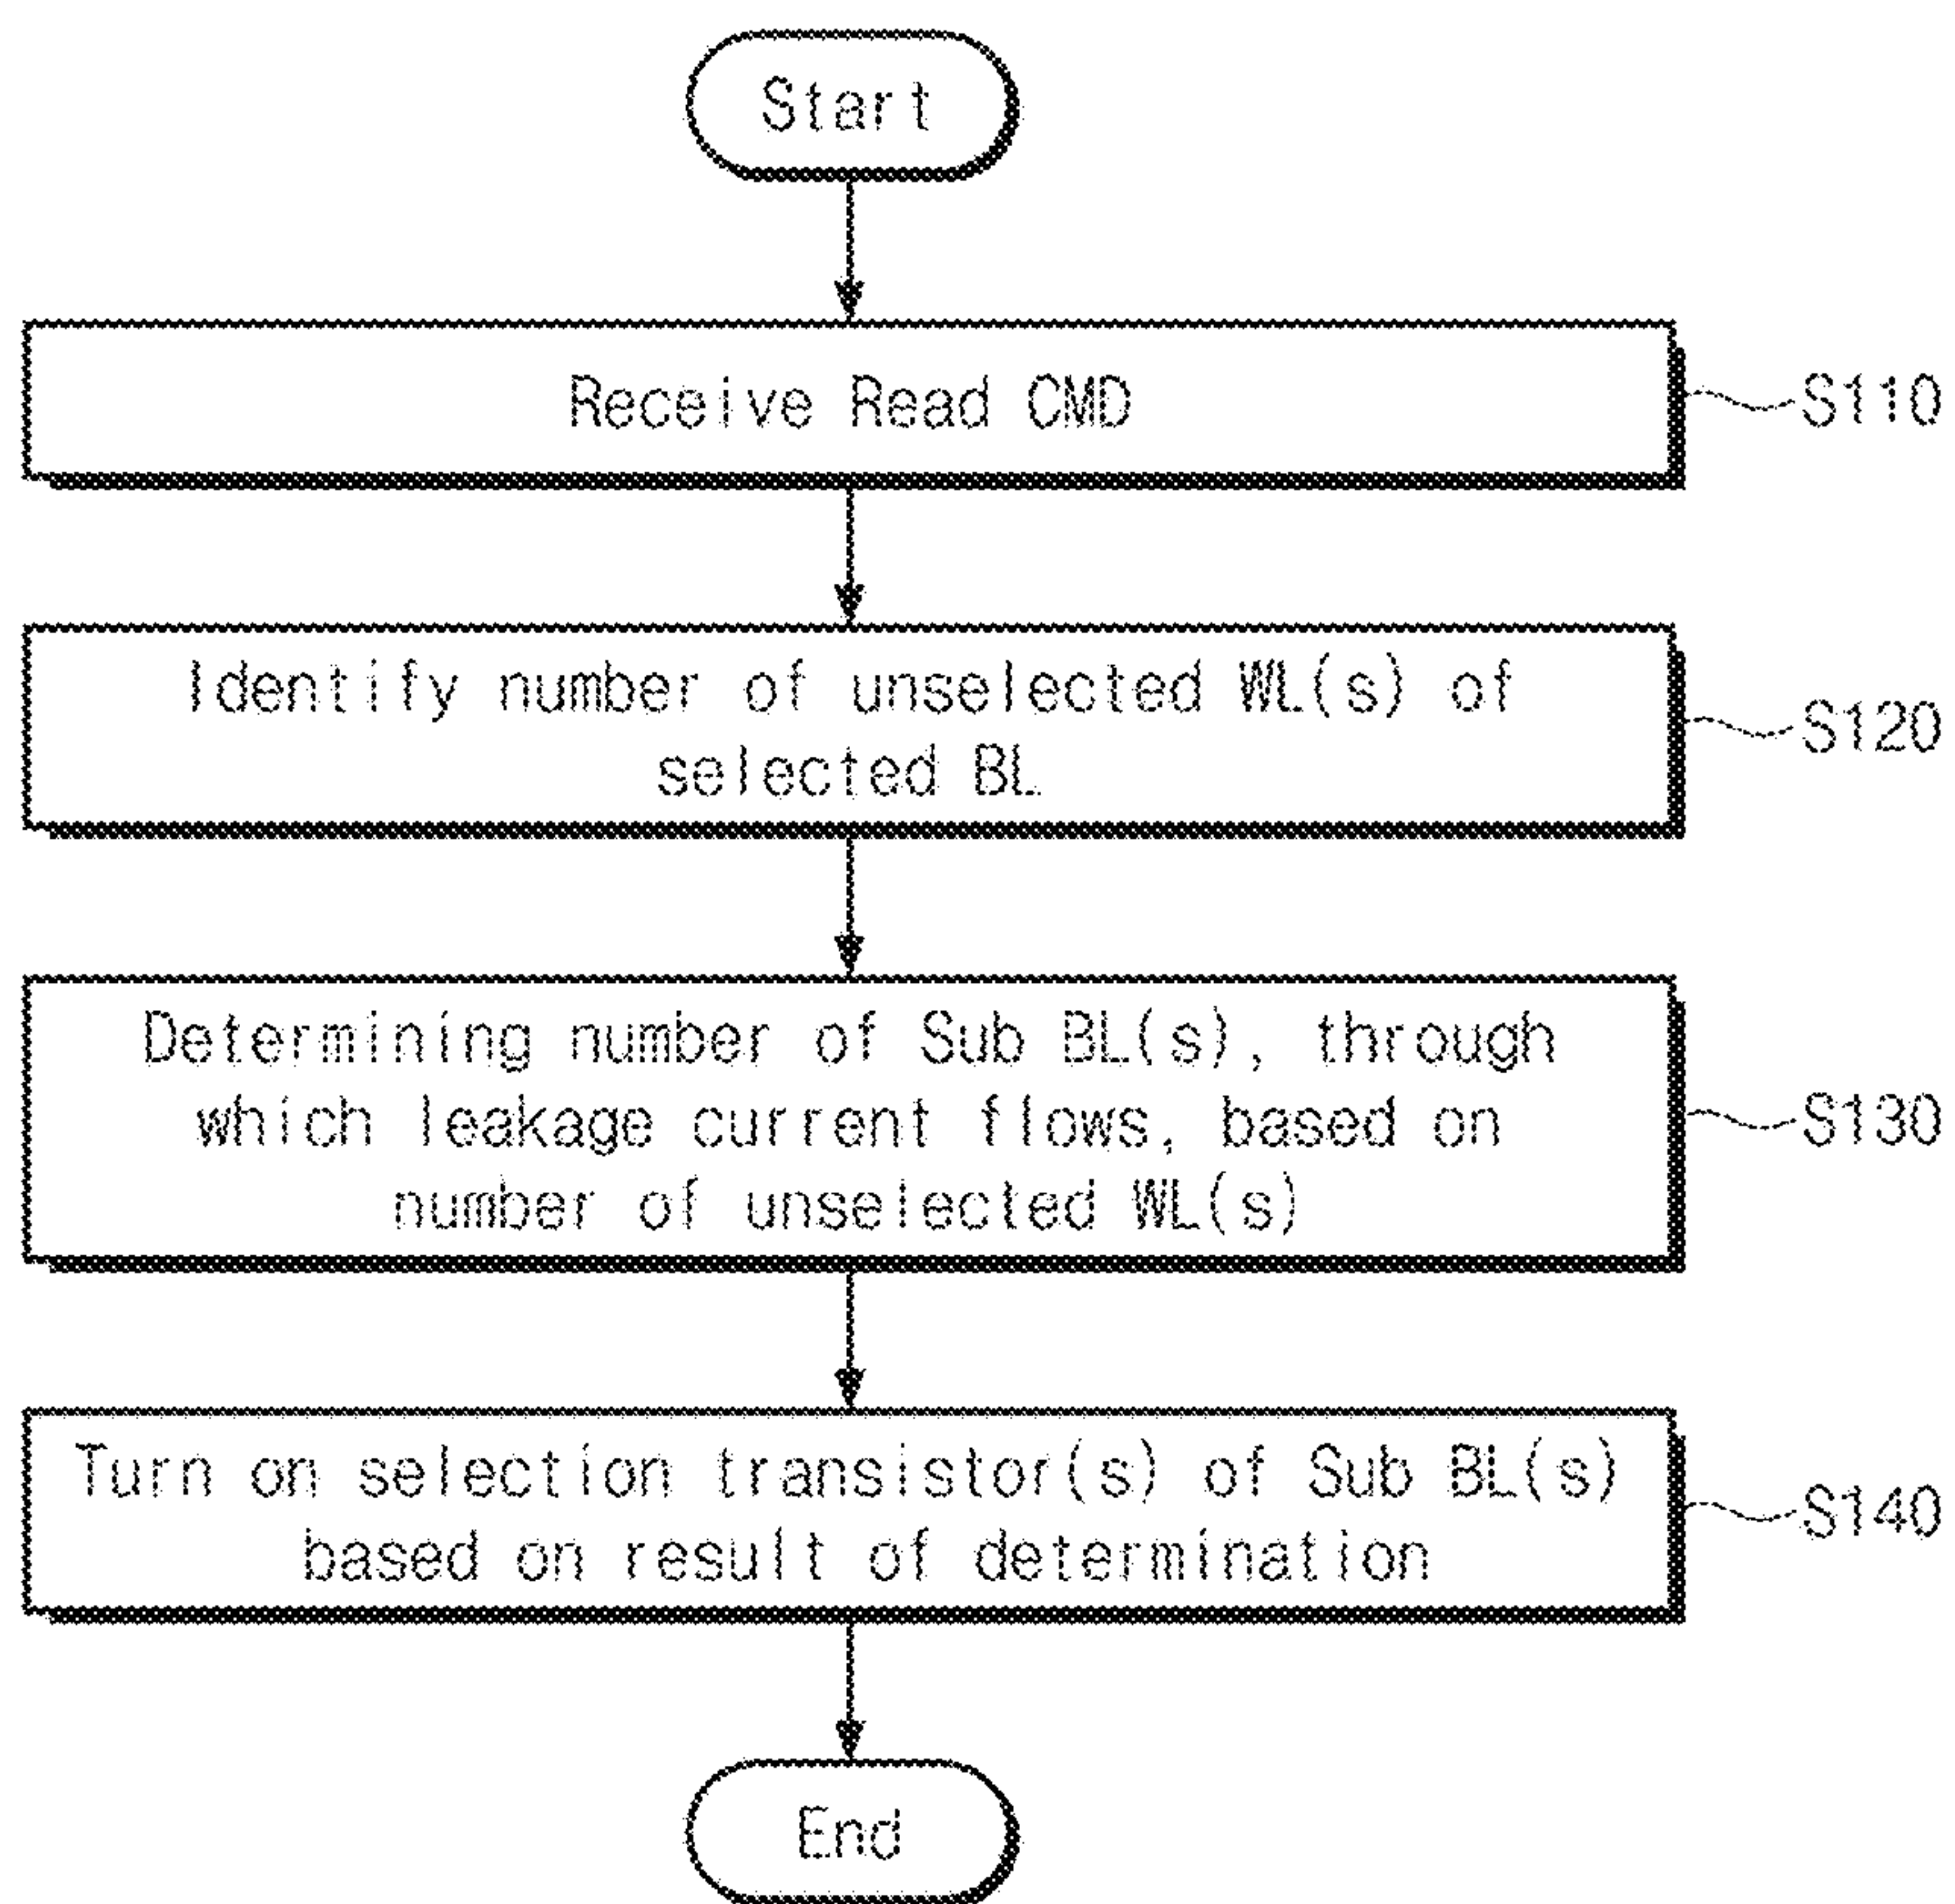 Start
Receive Read CMD
S110
Identify number of unselected WL(s) of
selected BL
S120
Determining number of Sub BL(s), through
which leakage current flows, based on
number of unselected WL(s)
S130
Turn on selection transistor(s) of Sub BL(s)
based on result of determination
S140
End